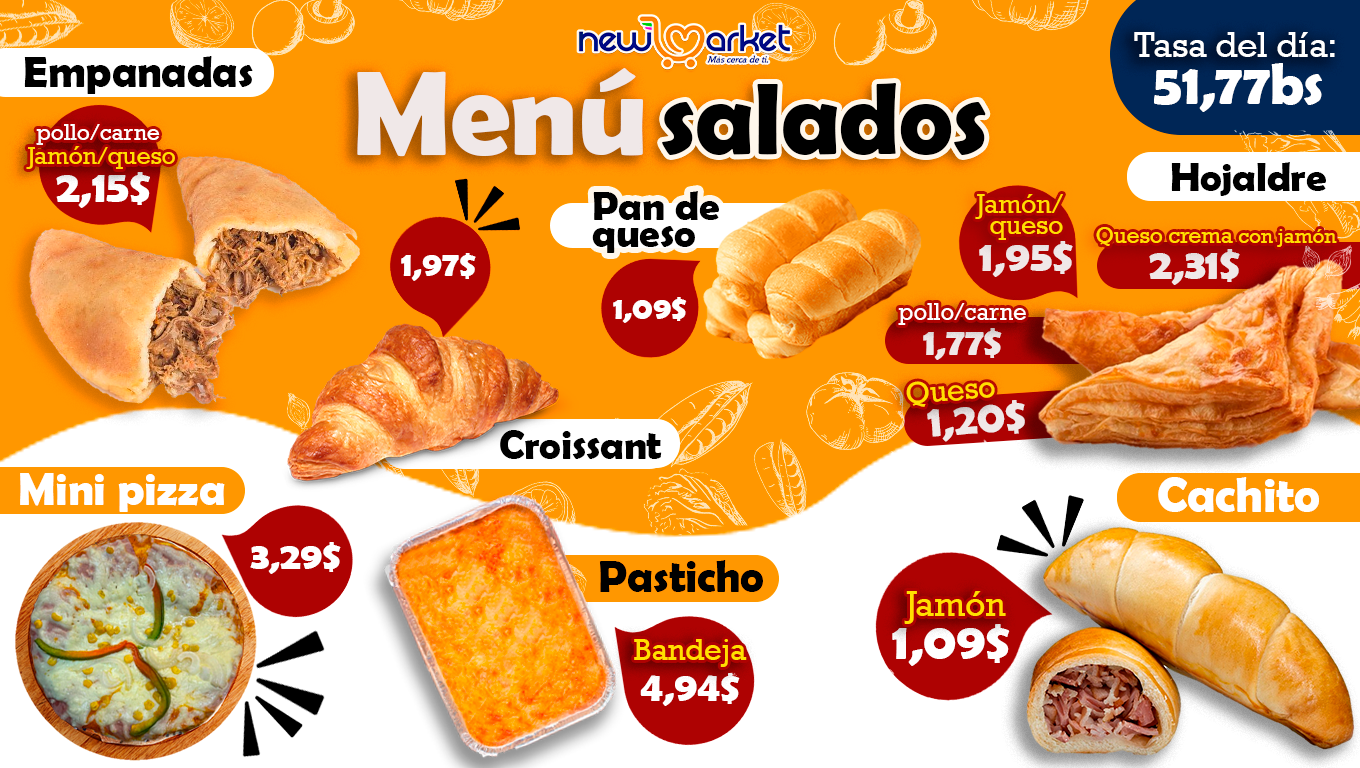 new Market
Más cerca de ti.
Menú salados
Tasa del día:
51,77bs
Empanadas
pollo/carne
Jamón/queso
2,15$
1,97$
Croissant
Pan de
queso
1,09$
Hojaldre
Jamón/
queso
1,95$
Queso crema con jamón
2,31$
pollo/carne
1,77$
Queso
1,20$
Mini pizza
3,29$
Pasticho
Bandeja
4,94$
Cachito
Jamón
1,09$